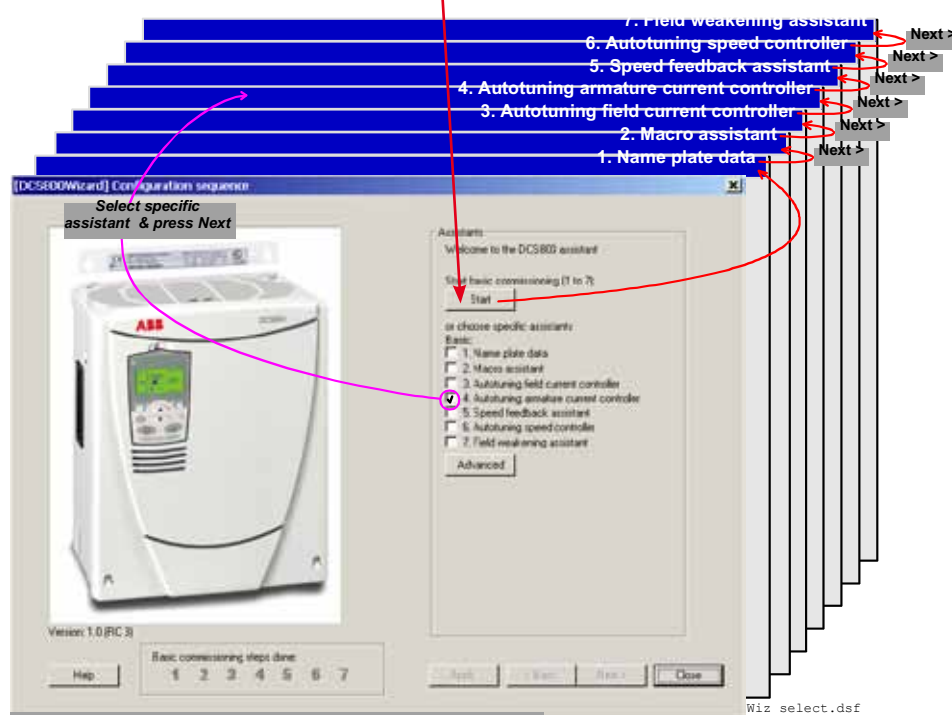 7. Field weakening assistant
Next >
6. Autotuning speed controller
Next >
5. Speed feedback assistant
Next >
4. Autotuning armature current controller
Next >
3. Autotuning field current controller
Next >
2. Macro assistant
Next >
1. Name plate data
[DCS800Wizard] Configuration sequence
Select specific
assistant & press Next
Assistants
Welcome to the DCS800 assistant
Start basic commissioning (1 to 7):
Start
or choose specific assistants
Basic:
1. Name plate data
2. Macro assistant
3. Autotuning field current controller
4. Autotuning armature current controller
5. Speed feedback assistant
6. Autotuning speed controller
7. Field weakening assistant
Advanced
ABB
Version: 1.0 (RC 3)
Basic commissioning steps done:
1 2 3 4 5 6 7
Help
Apply
< Back
Next >
Close
Wiz select.dsf